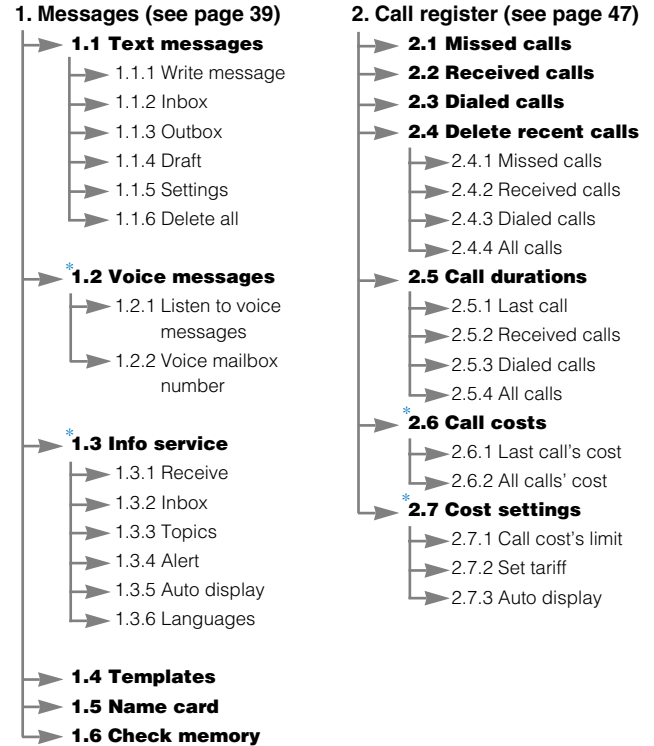 1. Messages (see page 39)
1.1 Text messages
1.1.1 Write message
1.1.2 Inbox
1.1.3 Outbox
1.1.4 Draft
1.1.5 Settings
1.1.6 Delete all
*1.2 Voice messages
1.2.1 Listen to voice
messages
1.2.2 Voice mailbox
number
*1.3 Info service
1.3.1 Receive
1.3.2 Inbox
1.3.3 Topics
1.3.4 Alert
1.3.5 Auto display
1.3.6 Languages
1.4 Templates
1.5 Name card
1.6 Check memory
2. Call register (see page 47)
2.1 Missed calls
2.2 Received calls
2.3 Dialed calls
2.4 Delete recent calls
2.4.1 Missed calls
2.4.2 Received calls
2.4.3 Dialed calls
2.4.4 All calls
2.5 Call durations
2.5.1 Last call
2.5.2 Received calls
2.5.3 Dialed calls
2.5.4 All calls
*2.6 Call costs
2.6.1 Last call's cost
2.6.2 All calls' cost
*2.7 Cost settings
2.7.1 Call cost's limit
2.7.2 Set tariff
2.7.3 Auto display